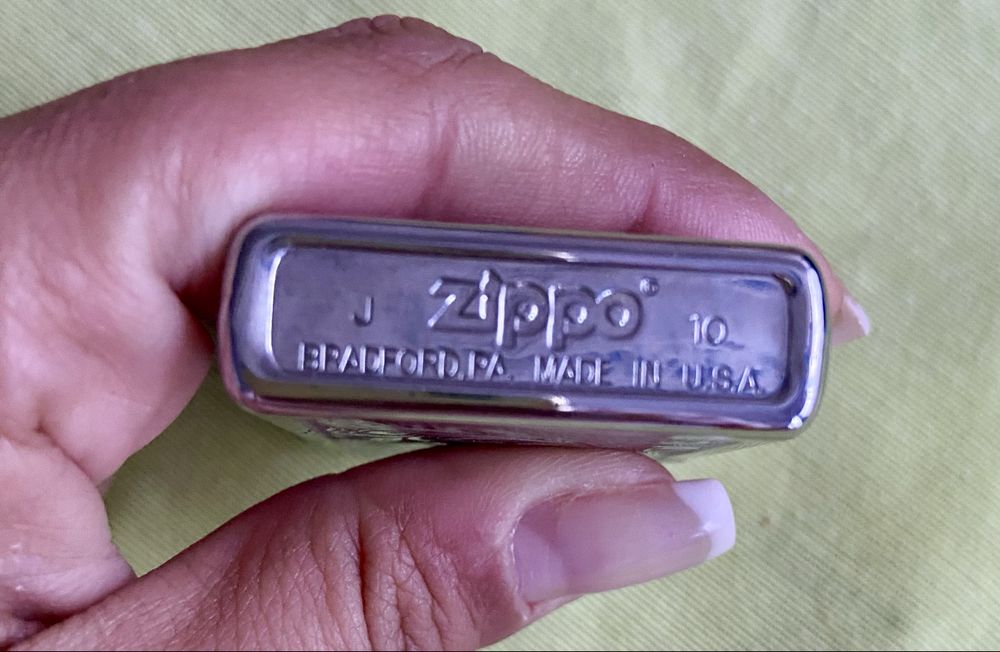 J zippo® 10
BRADFORD, PA. MADE IN U.S.A.